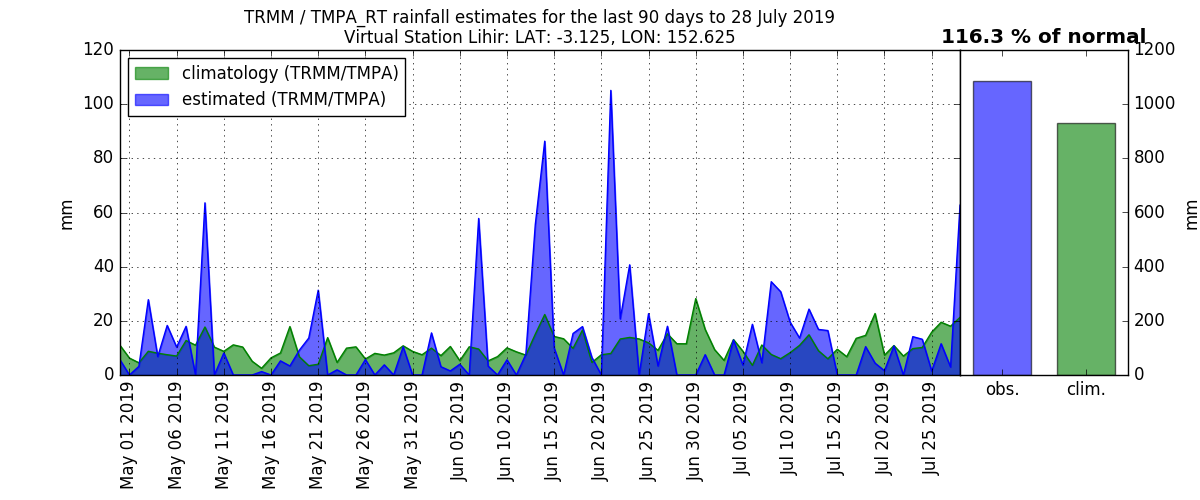 TRMM / TMPA_RT rainfall estimates for the last 90 days to 28 July 2019
Virtual Station Lihir: LAT: -3.125, LON: 152.625
116.3 % of normal
climatology (TRMM/TMPA)
estimated (TRMM/TMPA)
120
100
80
60
40
20
0
mm
May 01 2019
May 06 2019
May 11 2019
May 16 2019
May 21 2019
May 26 2019
May 31 2019
Jun 05 2019
Jun 10 2019
Jun 15 2019
Jun 20 2019
Jun 25 2019
Jun 30 2019
Jul 05 2019
Jul 10 2019
Jul 15 2019
Jul 20 2019
Jul 25 2019
obs.
clim.
1200
1000
800
600
400
200
0
mm